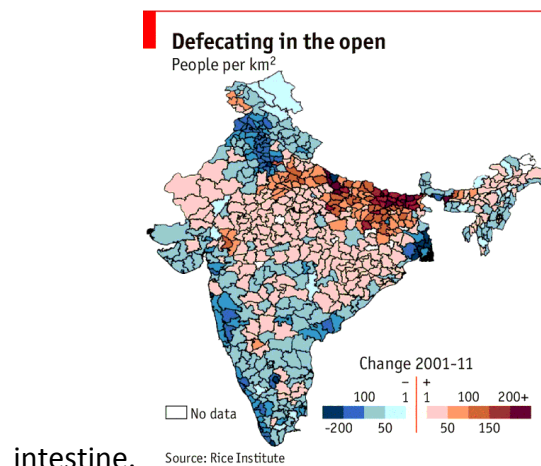 Defecating in the open
People per km²
Change 2001-11
– +
100 1 1 100 200+
-200 50 50 150
No data
intestine.
Source: Rice Institute